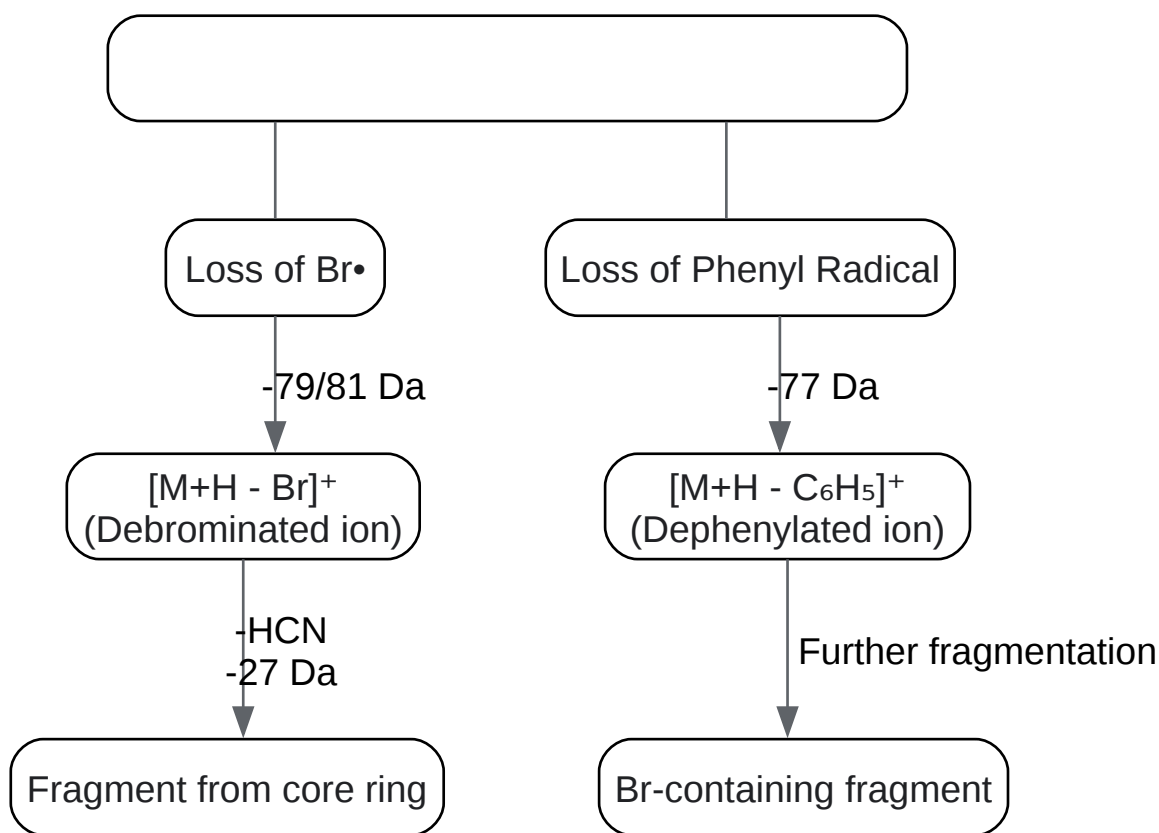 Loss of Br•
Loss of Phenyl Radical
-79/81 Da
-77 Da
[M+H - Br]⁺
(Debrominated ion)
[M+H - C₆H₅]⁺
(Dephenylated ion)
-HCN
-27 Da
Further fragmentation
Fragment from core ring
Br-containing fragment